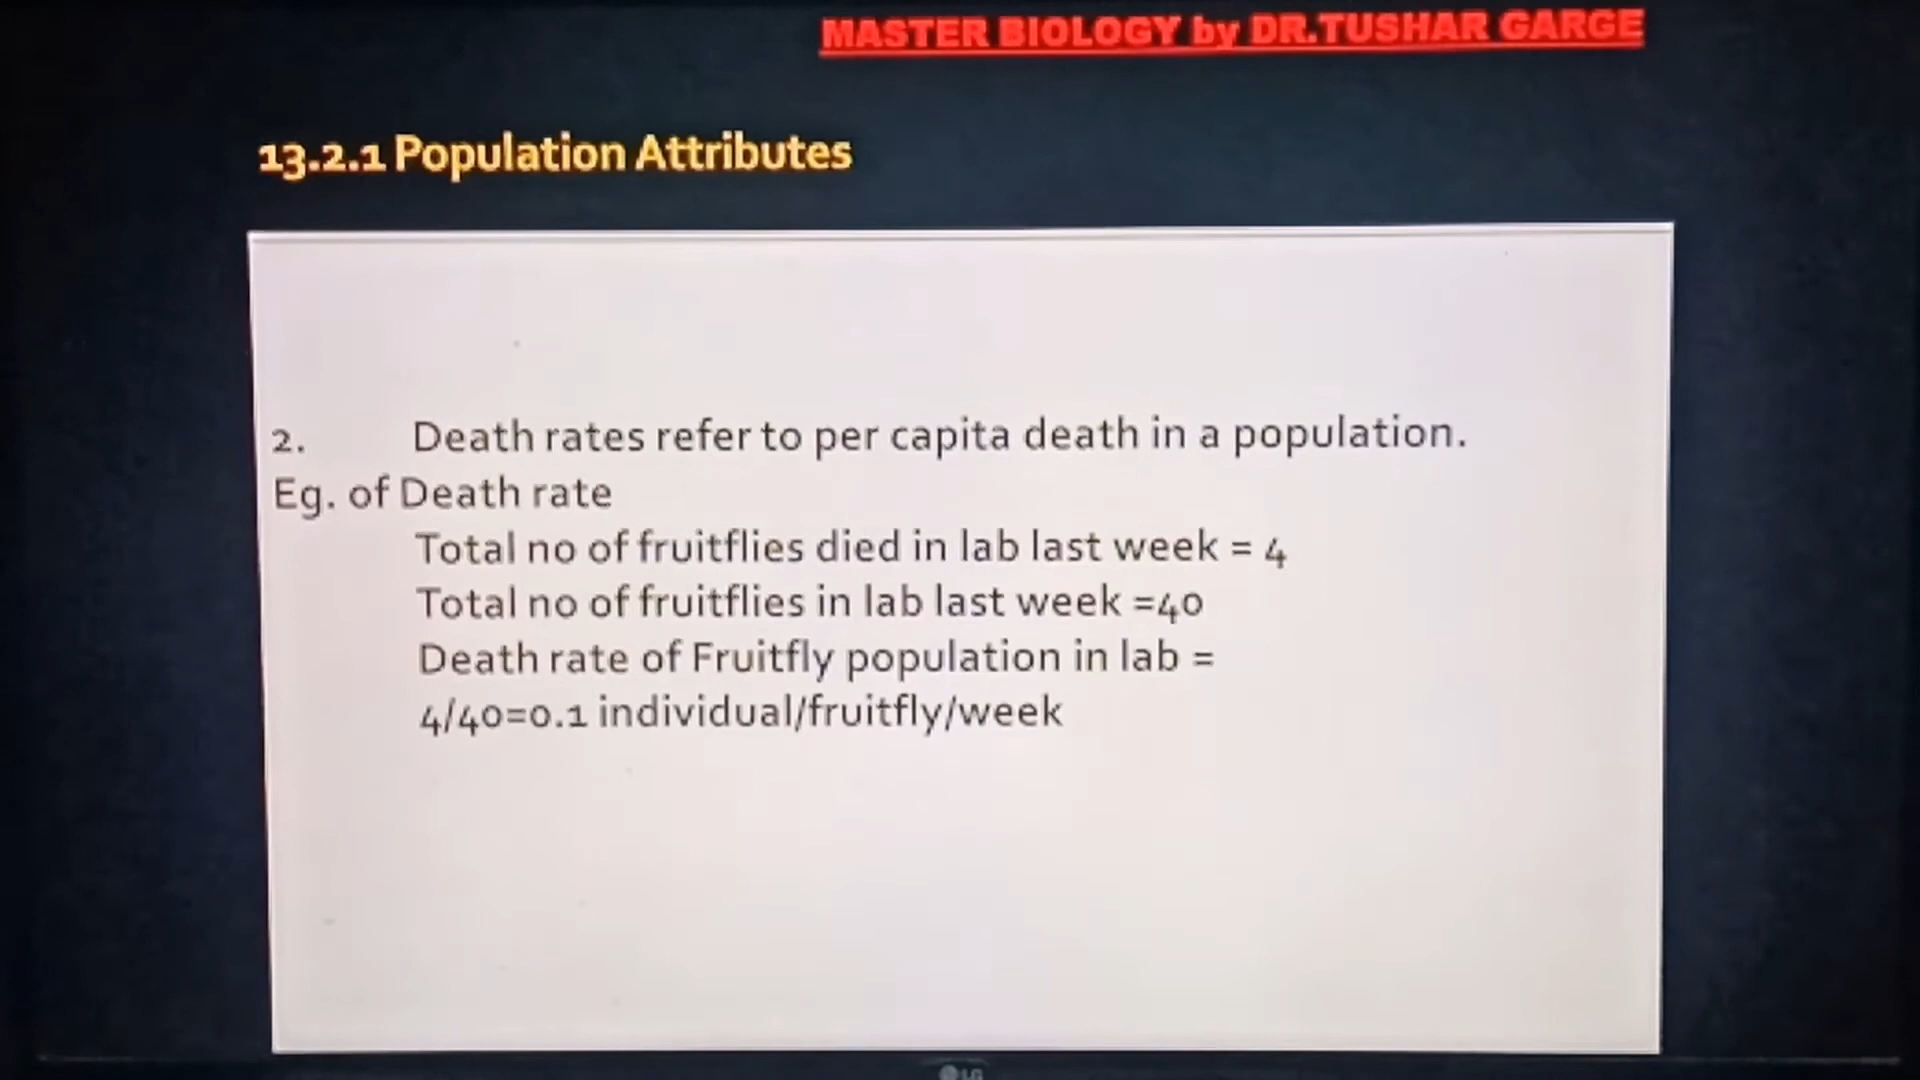 MASTER BIOLOGY by DR.TUSHAR GARGE
13.2.1 Population Attributes
2. Death rates refer to per capita death in a population.
Eg. of Death rate
Total no of fruitflies died in lab last week = 4
Total no of fruitflies in lab last week =40
Death rate of Fruitfly population in lab =
4/40=0.1 individual/fruitfly/week
LG